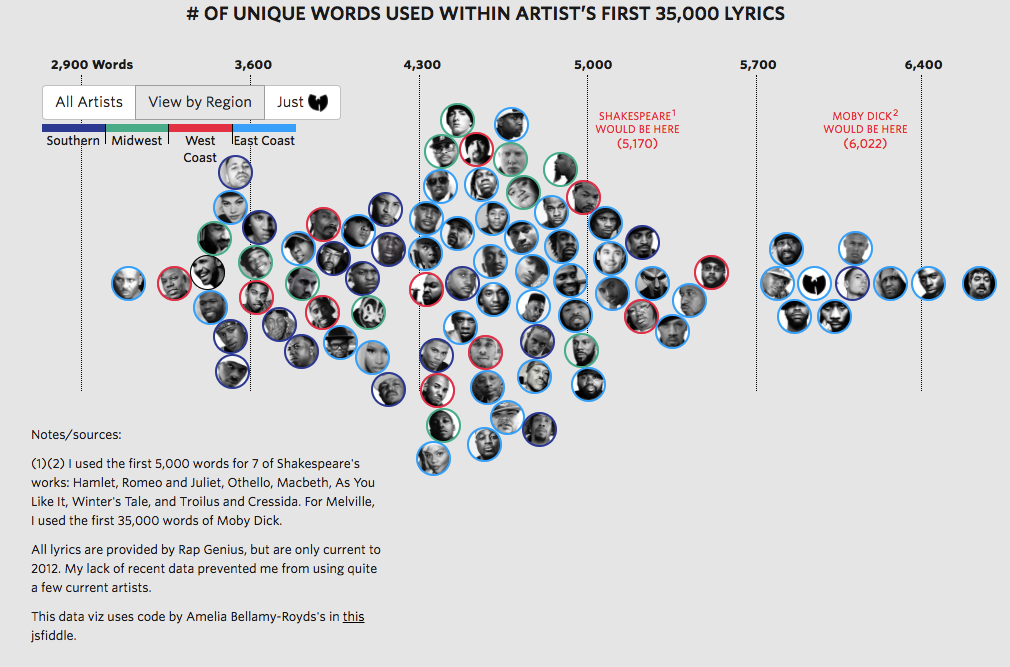 # OF UNIQUE WORDS USED WITHIN ARTIST'S FIRST 35,000 LYRICS
2,900 Words 3,600 4,300 5,000 5,700 6,400
All Artists View by Region Just
Southern Midwest West Coast East Coast
SHAKESPEARE¹
WOULD BE HERE
(5,170)
MOBY DICK²
WOULD BE HERE
(6,022)
Notes/sources:
(1)(2) I used the first 5,000 words for 7 of Shakespeare's
works: Hamlet, Romeo and Juliet, Othello, Macbeth, As You
Like It, Winter's Tale, and Troilus and Cressida. For Melville,
I used the first 35,000 words of Moby Dick.
All lyrics are provided by Rap Genius, but are only current to
2012. My lack of recent data prevented me from using quite
a few current artists.
This data viz uses code by Amelia Bellamy-Royds's in this
jsfiddle.